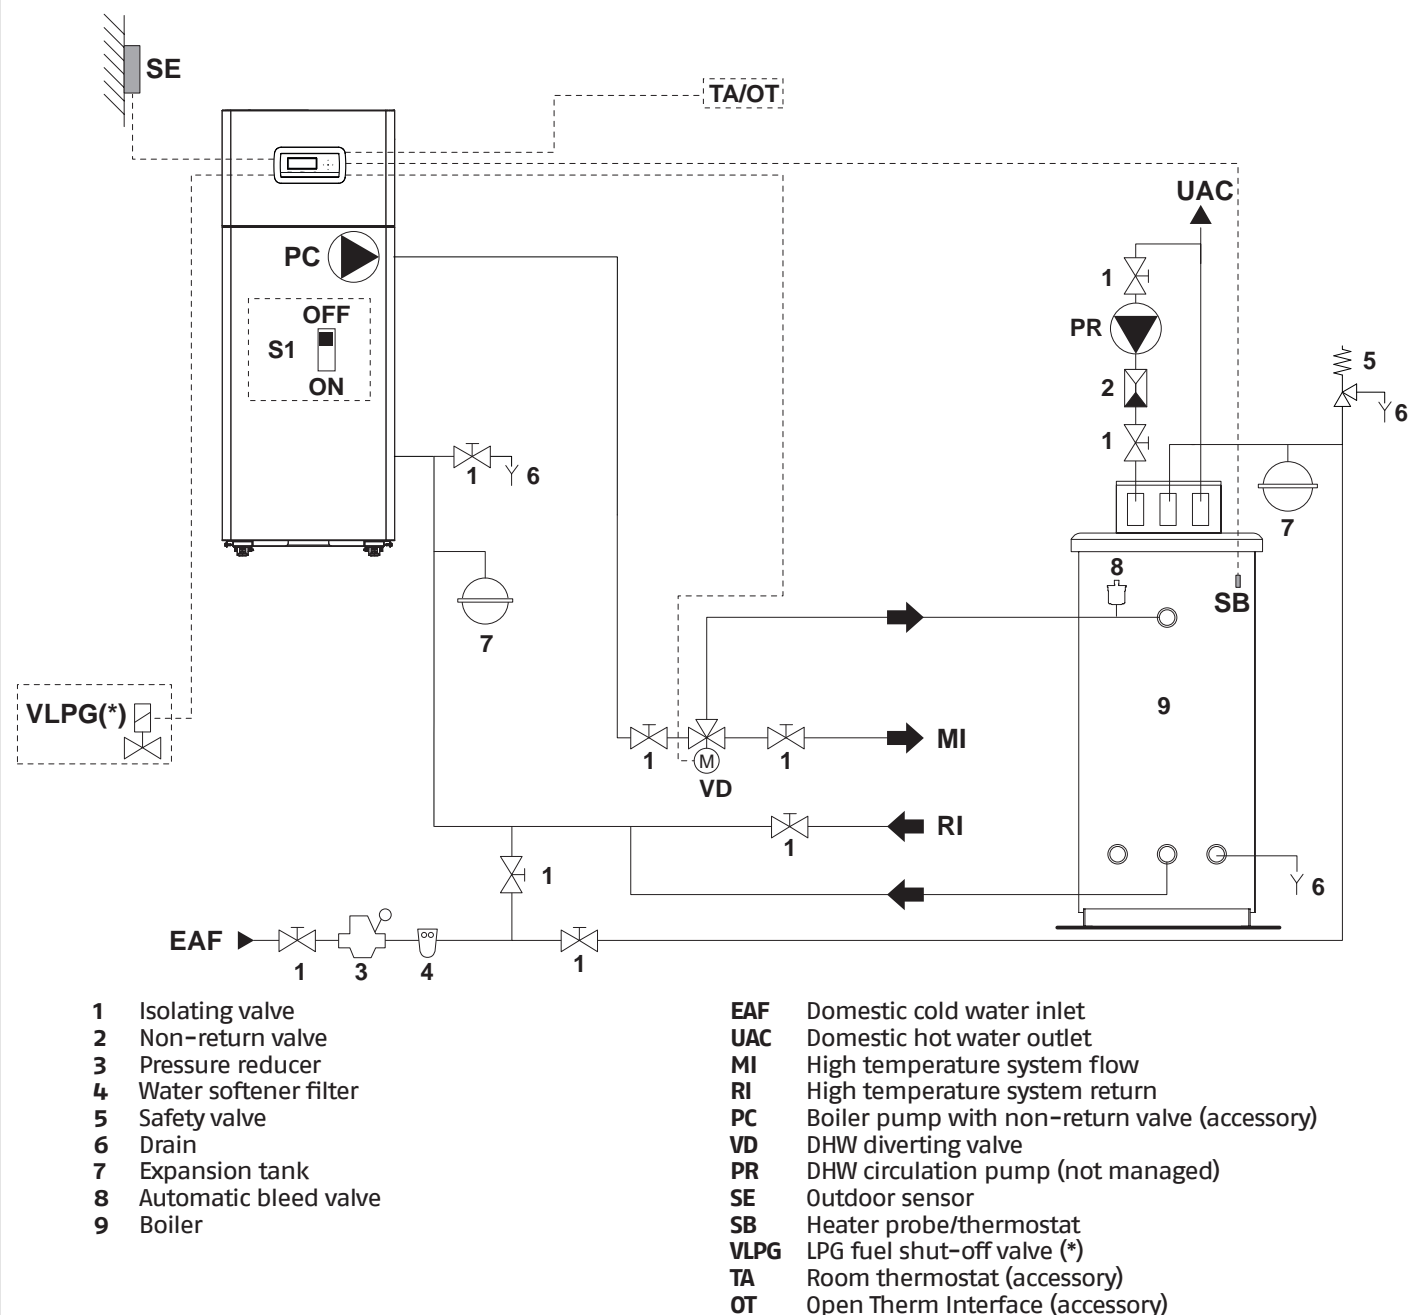 SE
TA/OT
UAC
PC
1
PR
OFF
S1
ON
2
5
6
1
1
6
7
8
SB
7
VLPG(*)
9
MI
1
M
1
VD
RI
1
1
6
EAF
1
3
4
1
1 Isolating valve
2 Non-return valve
3 Pressure reducer
4 Water softener filter
5 Safety valve
6 Drain
7 Expansion tank
8 Automatic bleed valve
9 Boiler
EAF Domestic cold water inlet
UAC Domestic hot water outlet
MI High temperature system flow
RI High temperature system return
PC Boiler pump with non-return valve (accessory)
VD DHW diverting valve
PR DHW circulation pump (not managed)
SE Outdoor sensor
SB Heater probe/thermostat
VLPG LPG fuel shut-off valve (*)
TA Room thermostat (accessory)
OT Open Therm Interface (accessory)